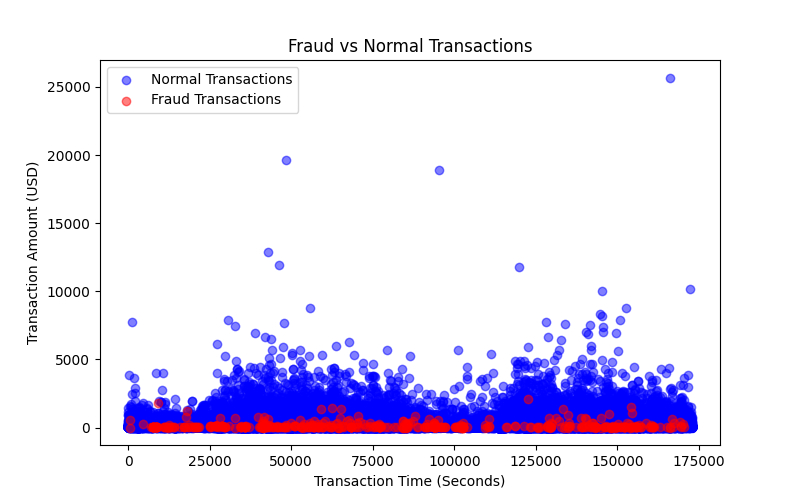 Fraud vs Normal Transactions
Normal Transactions
Fraud Transactions
Transaction Amount (USD)
25000
20000
15000
10000
5000
0
0 25000 50000 75000 100000 125000 150000 175000
Transaction Time (Seconds)